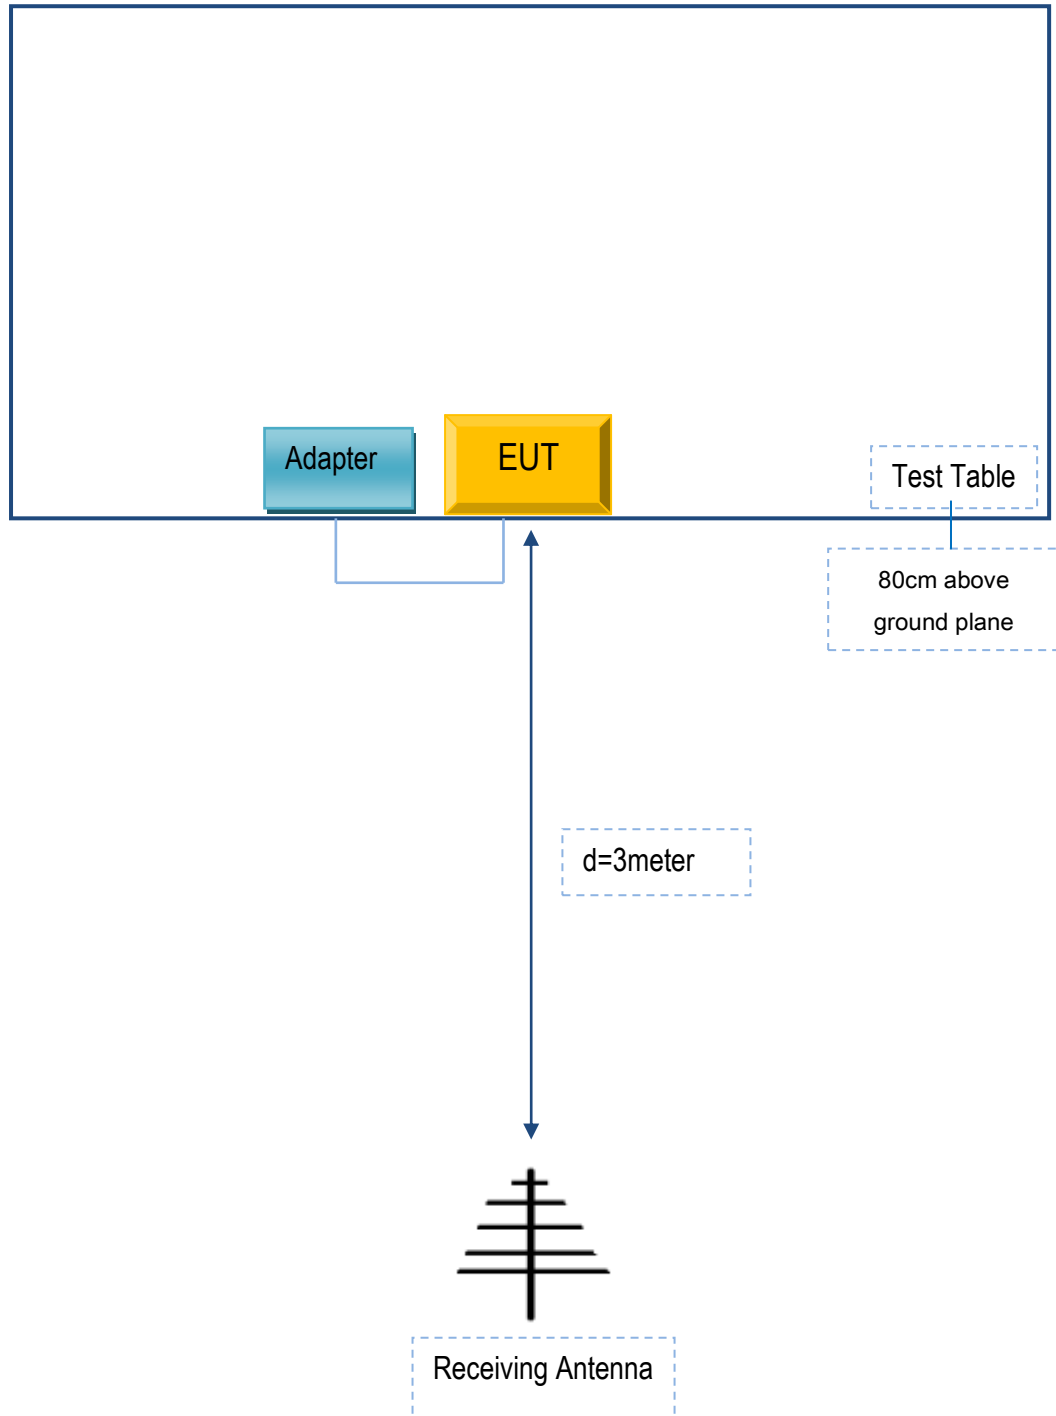 Adapter
EUT
Test Table
80cm above
ground plane
d=3meter
Receiving Antenna